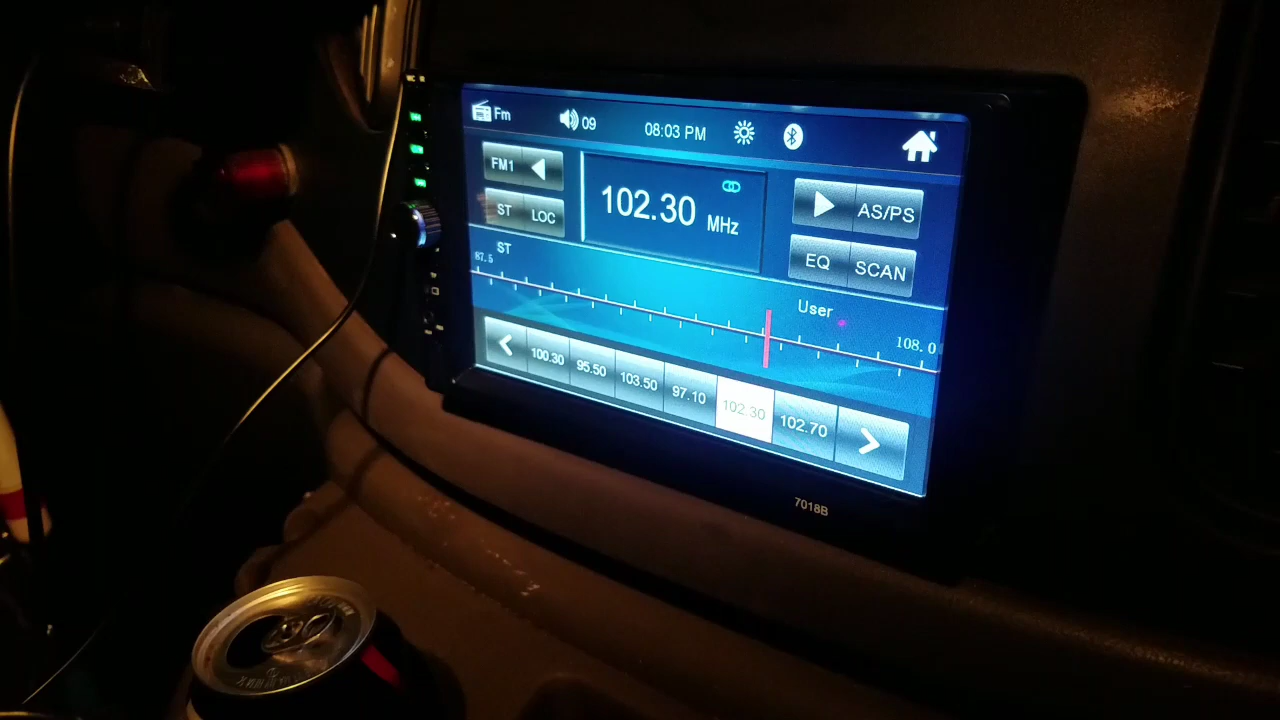 Fm 09 08:03 PM
FM1 102.30 MHz AS/PS
ST LOC EQ SCAN
ST
87.5 User 108.0
100.30 95.50 103.50 97.10 102.30 102.70
7018B